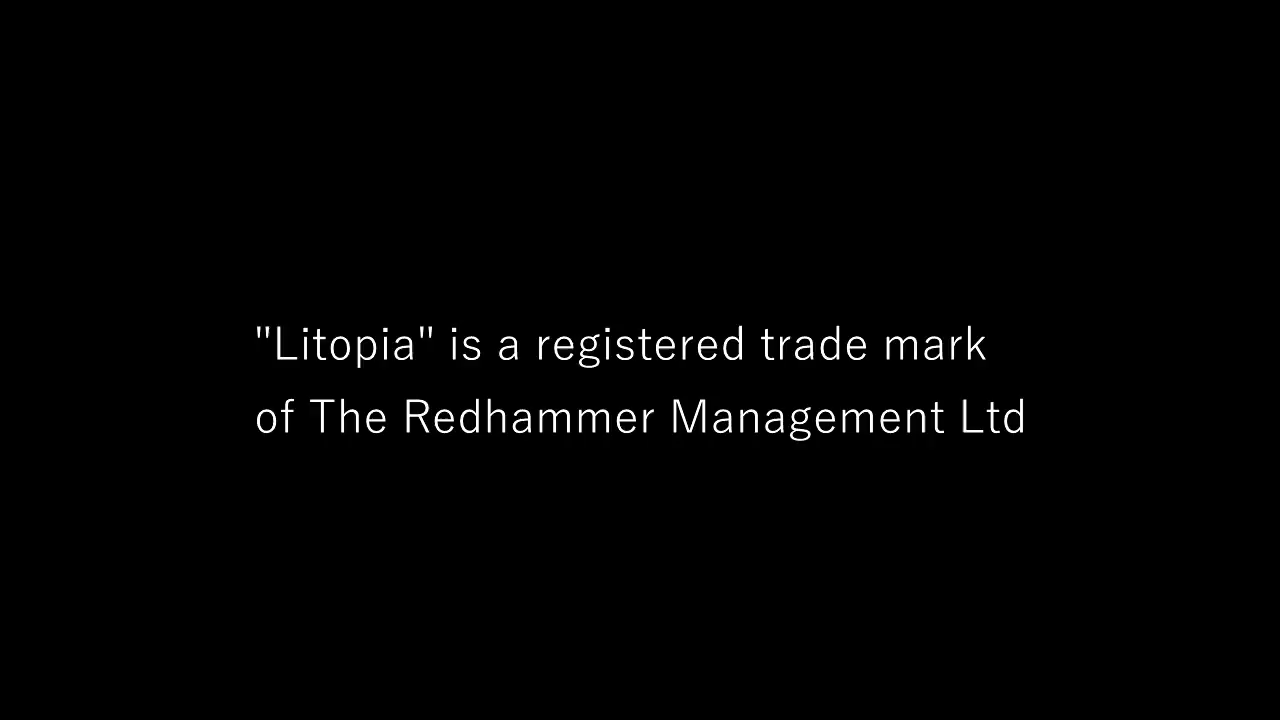 "Litopia" is a registered trade mark
of The Redhammer Management Ltd